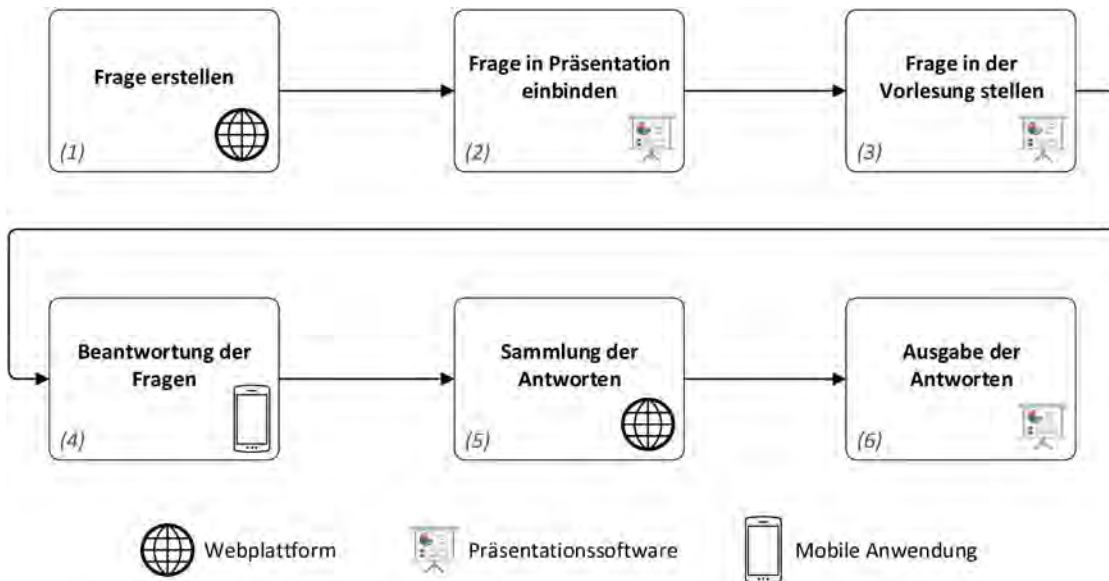 Frage erstellen
(1)
Frage in Präsentation
einbinden
(2)
Frage in der
Vorlesung stellen
(3)
Beantwortung der
Fragen
(4)
Sammlung der
Antworten
(5)
Ausgabe der
Antworten
(6)
Webplattform
Präsentationssoftware
Mobile Anwendung